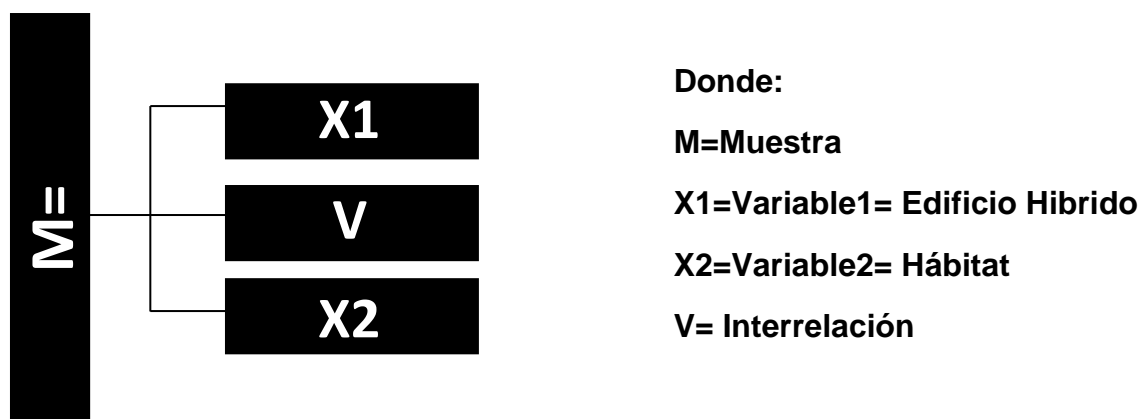 M=
X1
V
X2
Donde:
M=Muestra
X1=Variable1= Edificio Hibrido
X2=Variable2= Hábitat
V= Interrelación